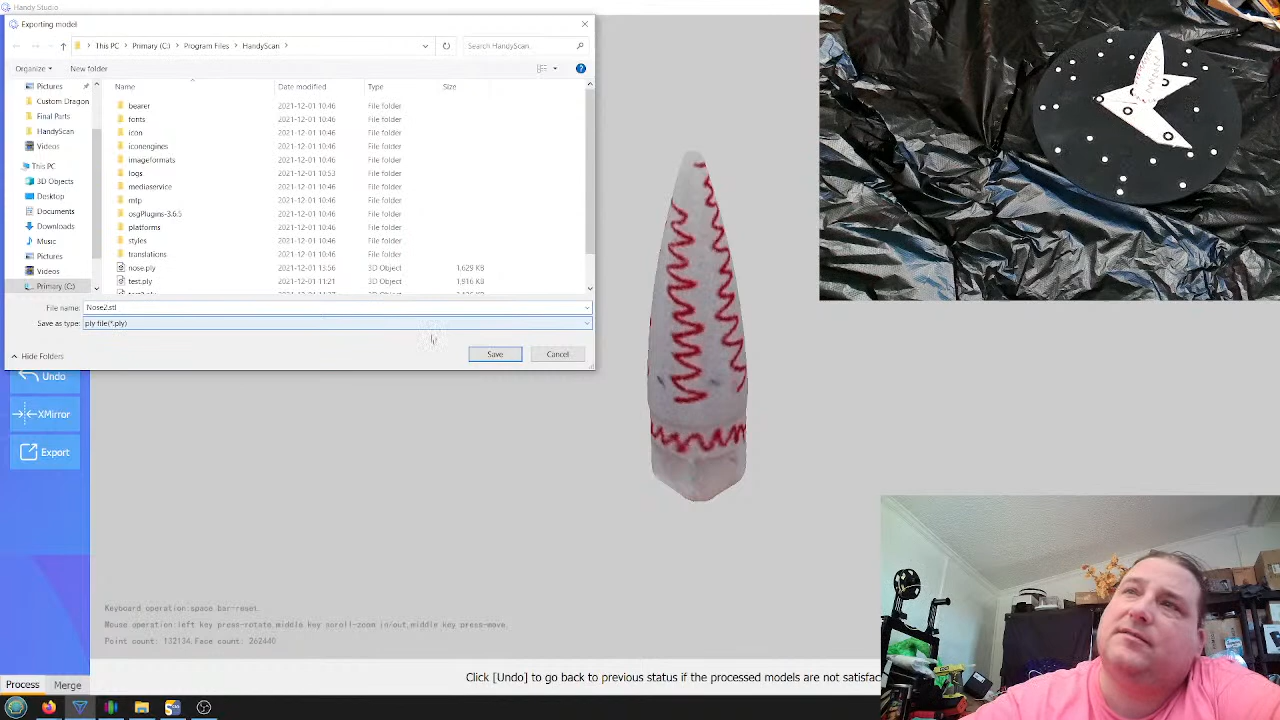 Handy Studio
Exporting model
This PC > Primary (C:) > Program Files > HandyScan >
Search HandyScan
Organize
New folder
Name
Date modified
Type
Size
Pictures
Custom Dragon
Final Parts
HandyScan
Videos
This PC
3D Objects
Desktop
Documents
Downloads
Music
Pictures
Videos
Primary (C:)
bearer 2021-12-01 10:46 File folder
fonts 2021-12-01 10:46 File folder
icon 2021-12-01 10:46 File folder
iconengines 2021-12-01 10:46 File folder
imageformats 2021-12-01 10:46 File folder
logs 2021-12-01 10:53 File folder
mediaservice 2021-12-01 10:46 File folder
mtp 2021-12-01 10:46 File folder
osgPlugins-3.6.5 2021-12-01 10:46 File folder
platforms 2021-12-01 10:46 File folder
styles 2021-12-01 10:46 File folder
translations 2021-12-01 10:46 File folder
nose.ply 3D Object 1,629 KB
test.ply 2021-12-01 11:21 3D Object 1,916 KB
File name: Nose2.stl
Save as type: ply file(*.ply)
Hide Folders
Save
Cancel
Undo
XMirror
Export
Keyboard operation:space bar-reset.
Mouse operation:left key press-rotate,middle key scroll-zoom in/out,middle key press-move.
Point count: 132134,Face count: 262440
Click [Undo] to go back to previous status if the processed models are not satisfac
Process
Merge